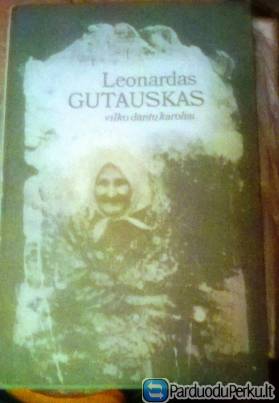 Leonardas
GUTAUSKAS
vilko dantų karoliai
ParduoduPerku.lt